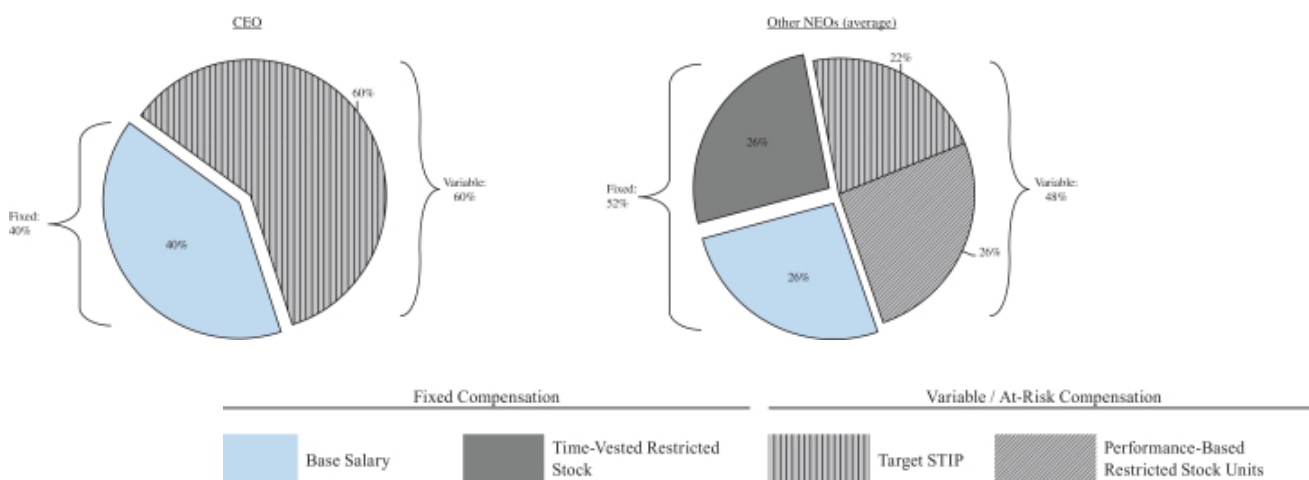 CEO
60%
Variable:
60%
Fixed:
40%
40%
Other NEOs (average)
22%
26%
Fixed:
52%
Variable:
48%
26%
26%
Fixed Compensation
Variable / At-Risk Compensation
Base Salary
Time-Vested Restricted
Stock
Target STIP
Performance-Based
Restricted Stock Units